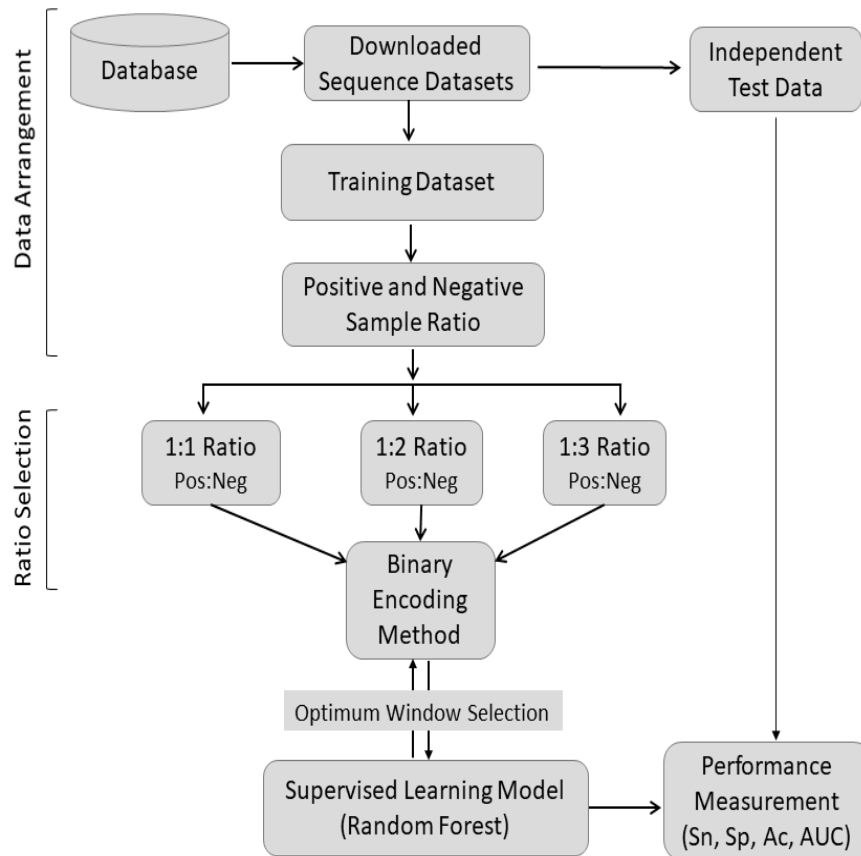 Data Arrangement
Database
Downloaded
Sequence Datasets
Independent
Test Data
Training Dataset
Positive and Negative
Sample Ratio
Ratio Selection
1:1 Ratio
Pos:Neg
1:2 Ratio
Pos:Neg
1:3 Ratio
Pos:Neg
Binary
Encoding
Method
Optimum Window Selection
Supervised Learning Model
(Random Forest)
Performance
Measurement
(Sn, Sp, Ac, AUC)